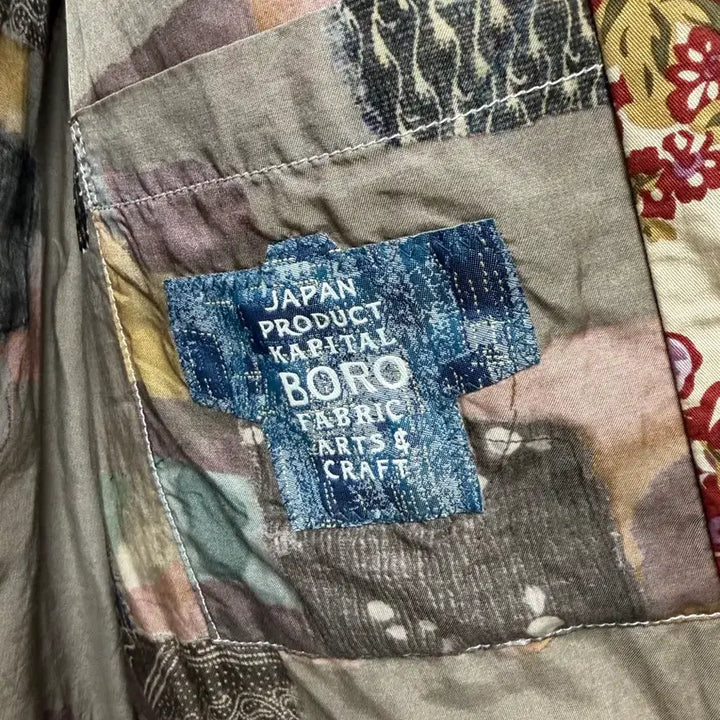 JAPAN
PRODUCT
KAPITAL
BORO
FABRIC
ARTS &
CRAFT